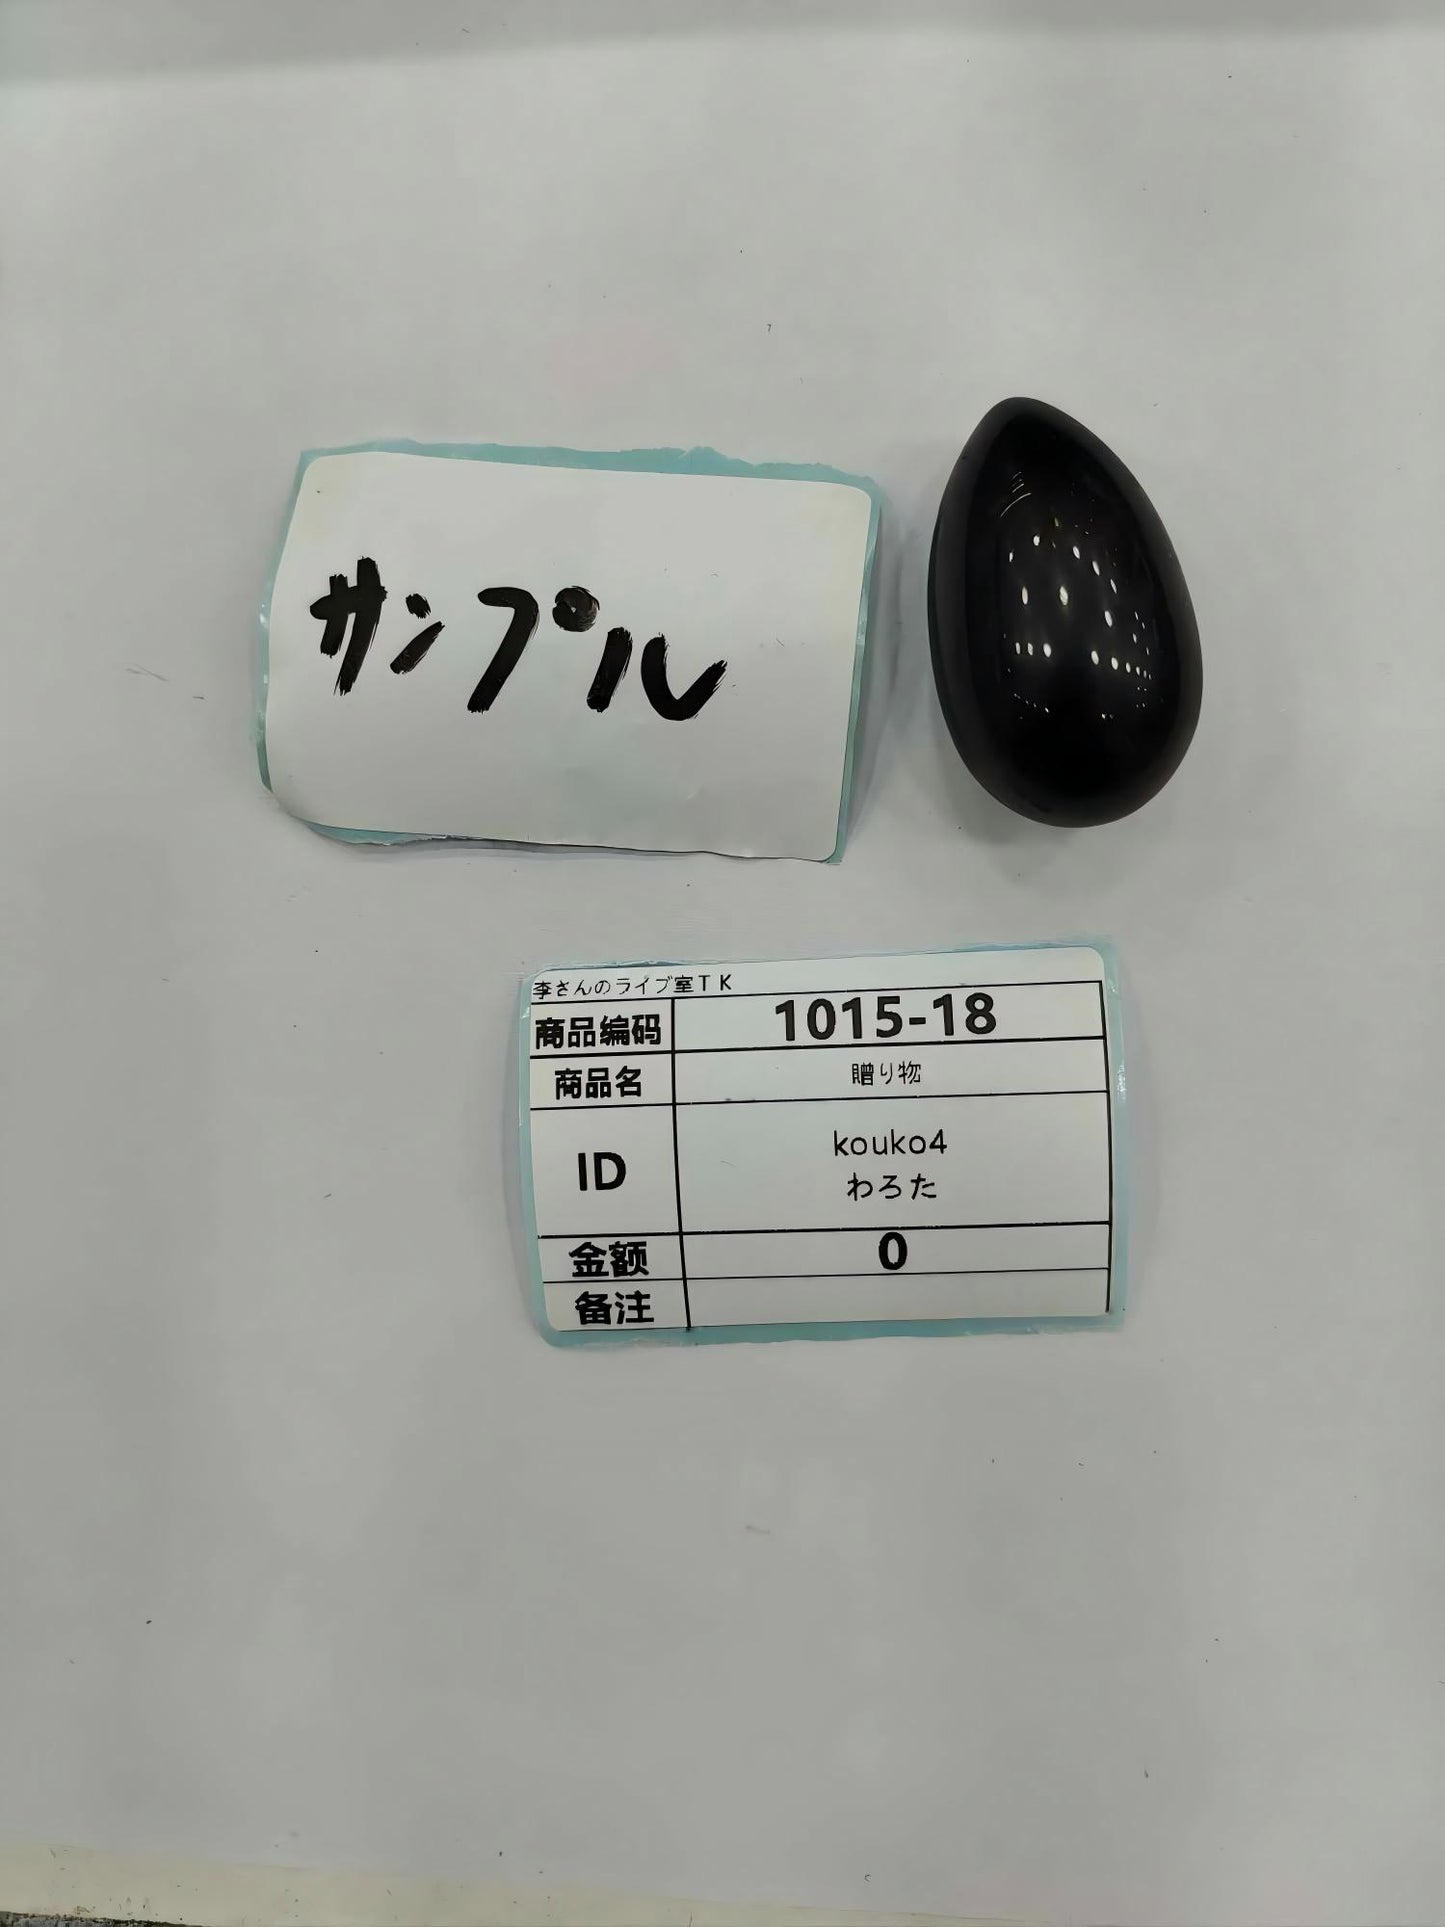 サンプル
李さんのライブ室TK
商品编码 1015-18
商品名 贈り物
ID kouko4
わろた
金额 0
备注